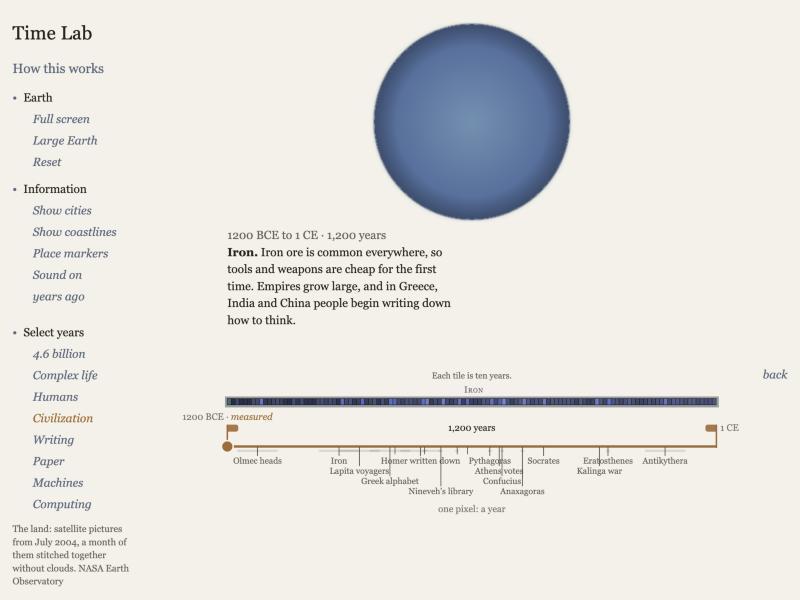 Time Lab
How this works
• Earth
Full screen
Large Earth
Reset
• Information
Show cities
Show coastlines
Place markers
Sound on
years ago
• Select years
4.6 billion
Complex life
Humans
Civilization
Writing
Paper
Machines
Computing
The land: satellite pictures
from July 2004, a month of
them stitched together
without clouds. NASA Earth
Observatory
1200 BCE to 1 CE · 1,200 years
Iron. Iron ore is common everywhere, so
tools and weapons are cheap for the first
time. Empires grow large, and in Greece,
India and China people begin writing down
how to think.
Each tile is ten years.
back
Iron
1200 BCE · measured
1,200 years
1 CE
Olmec heads
Iron
Homer written down
Pythagoras
Socrates
Eratosthenes
Antikythera
Lapita voyagers
Athens votes
Kalinga war
Greek alphabet
Confucius
Nineveh's library
Anaxagoras
one pixel: a year